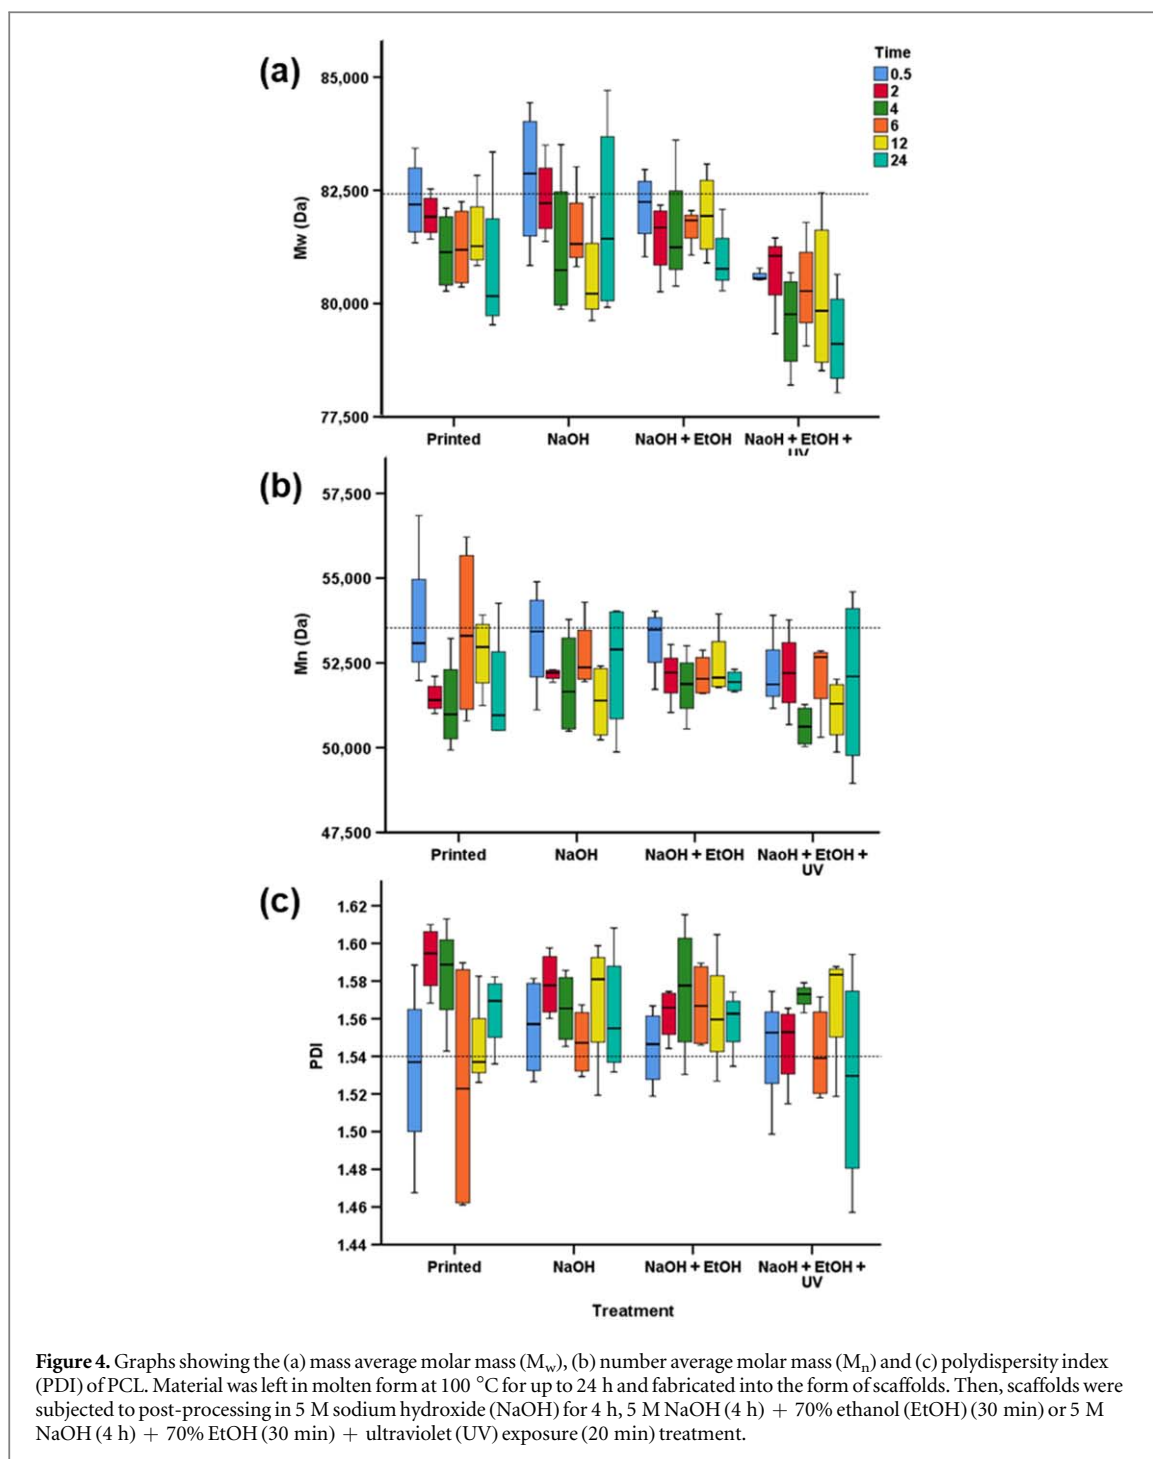 (a)
Time
0.5
2
4
6
12
24
85,000
82,500
80,000
77,500
Mw (Da)
Printed
NaOH
NaOH + EtOH
NaoH + EtOH +
UV
(b)
57,500
55,000
52,500
50,000
47,500
Mn (Da)
Printed
NaOH
NaOH + EtOH
NaoH + EtOH +
UV
(c)
1.62
1.60
1.58
1.56
1.54
1.52
1.50
1.48
1.46
1.44
PDI
Printed
NaOH
NaOH + EtOH
NaoH + EtOH +
UV
Treatment
Figure 4. Graphs showing the (a) mass average molar mass (Mw), (b) number average molar mass (Mn) and (c) polydispersity index
(PDI) of PCL. Material was left in molten form at 100 °C for up to 24 h and fabricated into the form of scaffolds. Then, scaffolds were
subjected to post-processing in 5 M sodium hydroxide (NaOH) for 4 h, 5 M NaOH (4 h) + 70% ethanol (EtOH) (30 min) or 5 M
NaOH (4 h) + 70% EtOH (30 min) + ultraviolet (UV) exposure (20 min) treatment.